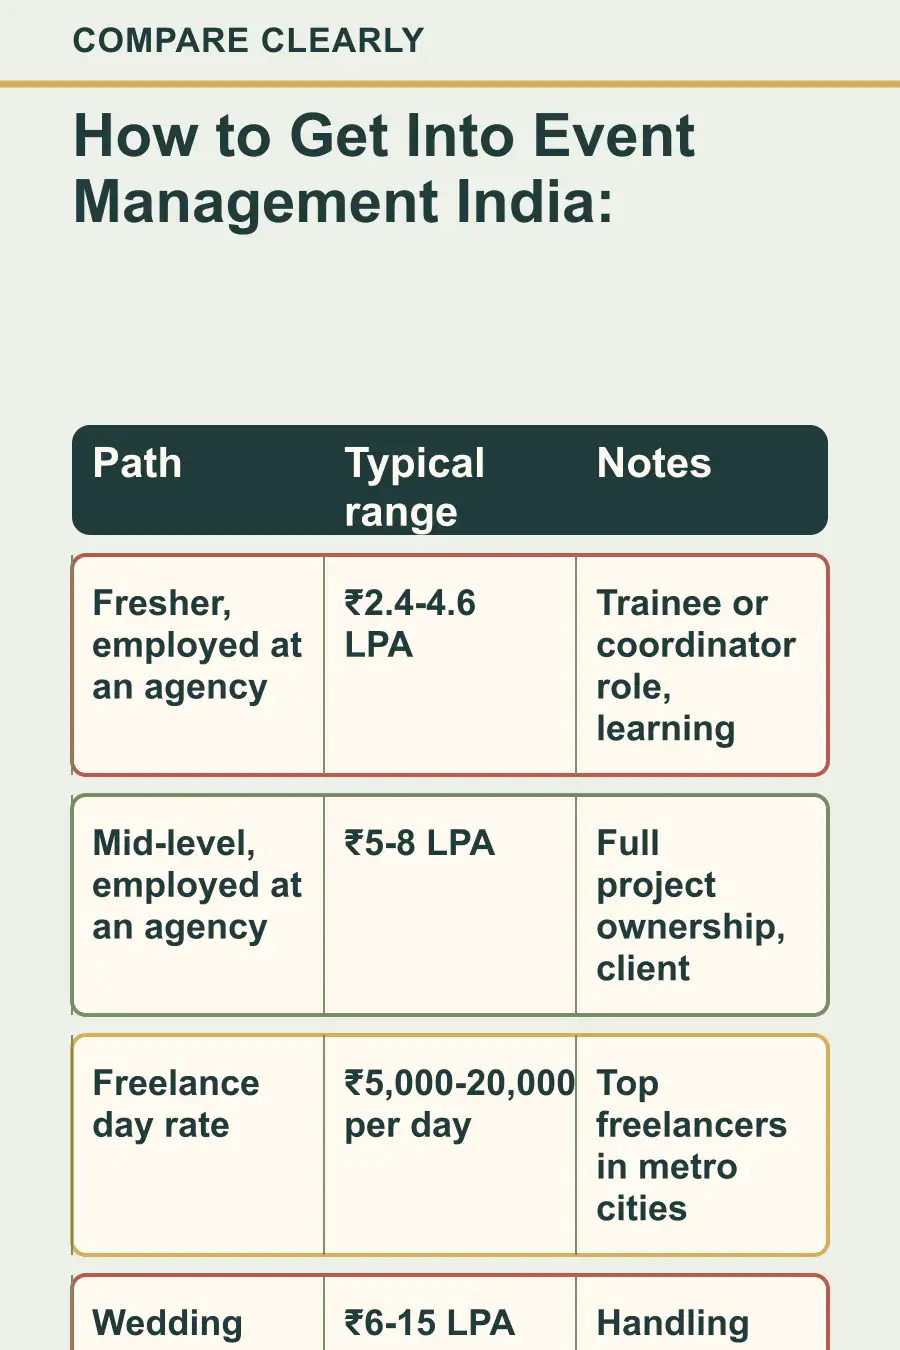 COMPARE CLEARLY
How to Get Into Event
Management India:
Path
Typical
range
Notes
Fresher,
employed at
an agency
₹2.4-4.6
LPA
Trainee or
coordinator
role,
learning
Mid-level,
employed at
an agency
₹5-8 LPA
Full
project
ownership,
client
Freelance
day rate
₹5,000-20,000
per day
Top
freelancers
in metro
cities
Wedding
₹6-15 LPA
Handling